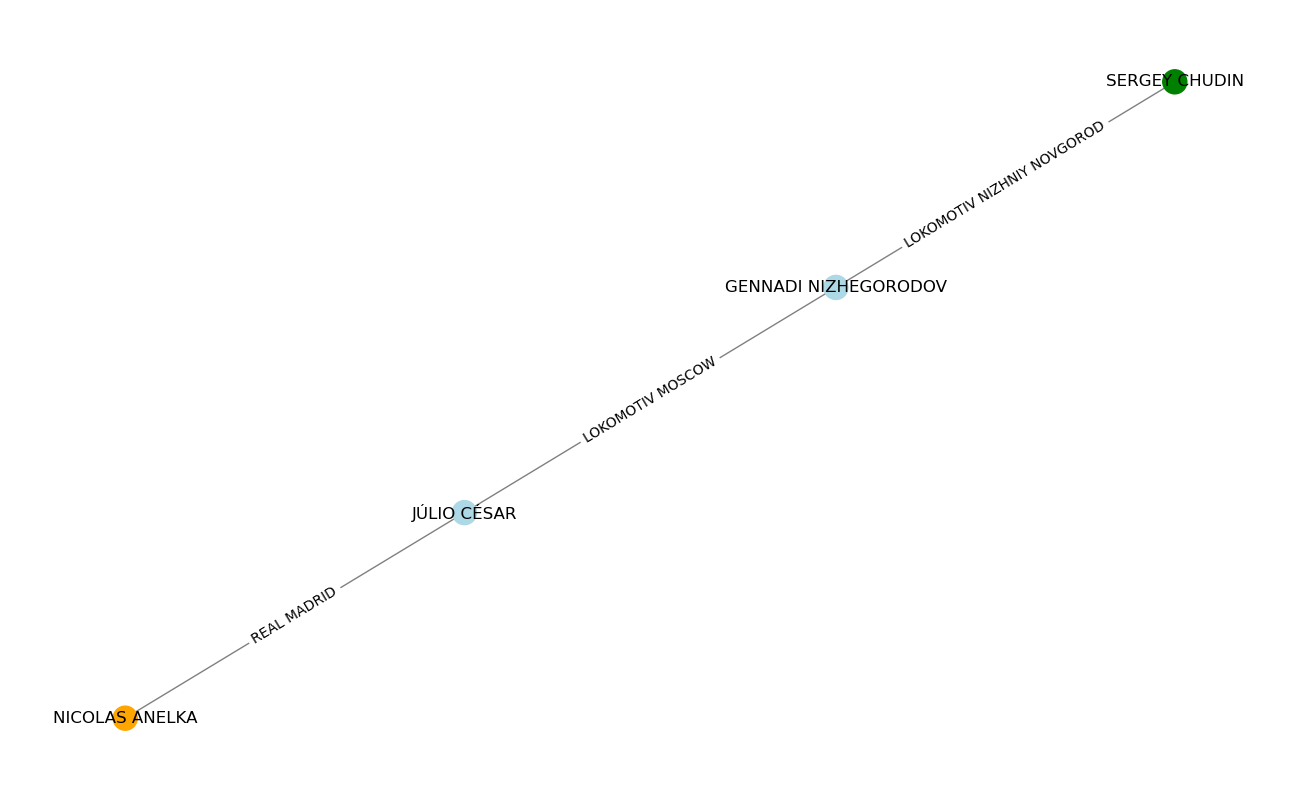 SERGEY CHUDIN
LOKOMOTIV NIZHNIY NOVGOROD
GENNADI NIZHEGORODOV
LOKOMOTIV MOSCOW
JÚLIO CÉSAR
REAL MADRID
NICOLAS ANELKA